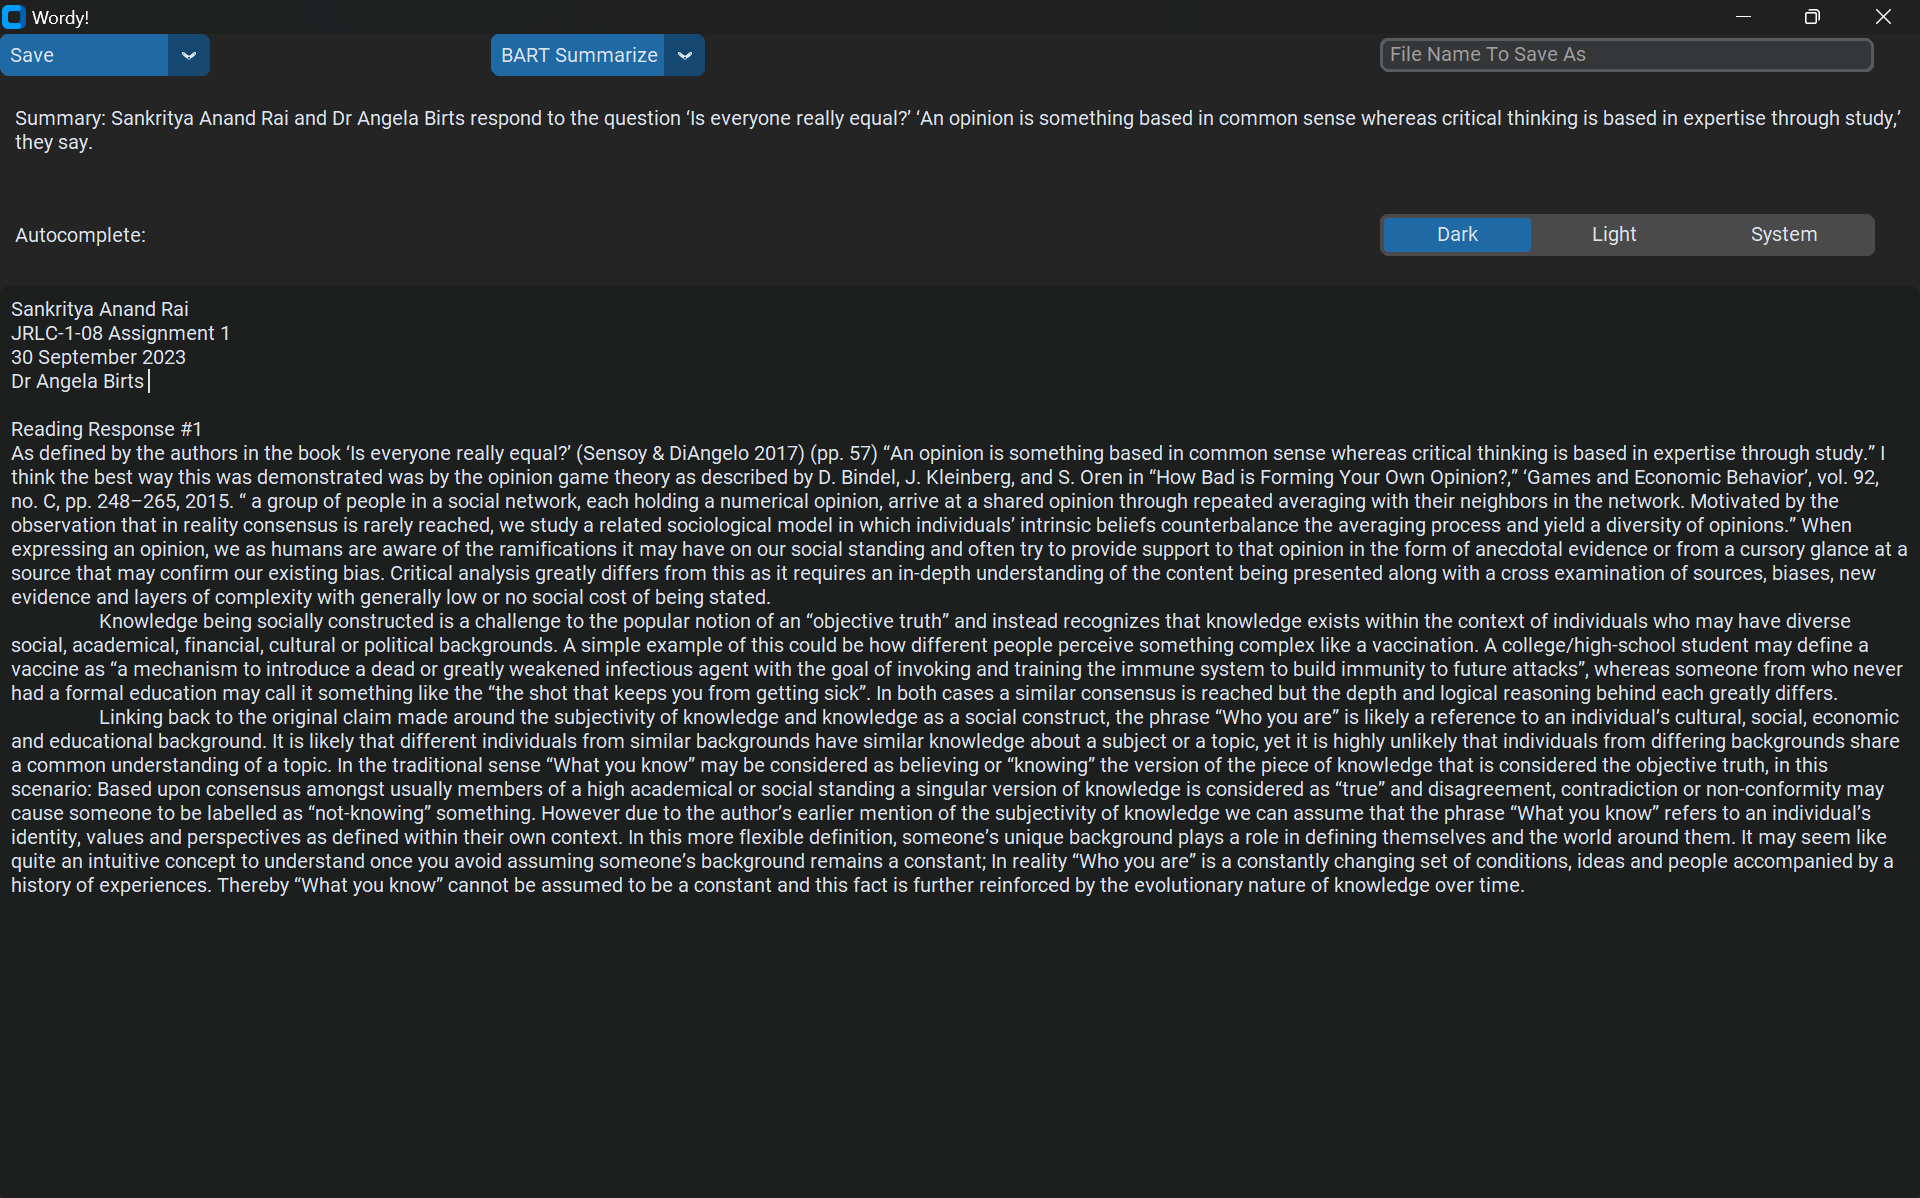 Wordy!
Save
BART Summarize
File Name To Save As
Summary: Sankritya Anand Rai and Dr Angela Birts respond to the question ‘Is everyone really equal?’ ‘An opinion is something based in common sense whereas critical thinking is based in expertise through study,’
they say.
Autocomplete:
Dark Light System
Sankritya Anand Rai
JRLC-1-08 Assignment 1
30 September 2023
Dr Angela Birts
Reading Response #1
As defined by the authors in the book ‘Is everyone really equal?’ (Sensoy & DiAngelo 2017) (pp. 57) “An opinion is something based in common sense whereas critical thinking is based in expertise through study.” I
think the best way this was demonstrated was by the opinion game theory as described by D. Bindel, J. Kleinberg, and S. Oren in “How Bad is Forming Your Own Opinion?,” ‘Games and Economic Behavior’, vol. 92,
no. C, pp. 248–265, 2015. “ a group of people in a social network, each holding a numerical opinion, arrive at a shared opinion through repeated averaging with their neighbors in the network. Motivated by the
observation that in reality consensus is rarely reached, we study a related sociological model in which individuals’ intrinsic beliefs counterbalance the averaging process and yield a diversity of opinions.” When
expressing an opinion, we as humans are aware of the ramifications it may have on our social standing and often try to provide support to that opinion in the form of anecdotal evidence or from a cursory glance at a
source that may confirm our existing bias. Critical analysis greatly differs from this as it requires an in-depth understanding of the content being presented along with a cross examination of sources, biases, new
evidence and layers of complexity with generally low or no social cost of being stated.
Knowledge being socially constructed is a challenge to the popular notion of an “objective truth” and instead recognizes that knowledge exists within the context of individuals who may have diverse
social, academical, financial, cultural or political backgrounds. A simple example of this could be how different people perceive something complex like a vaccination. A college/high-school student may define a
vaccine as “a mechanism to introduce a dead or greatly weakened infectious agent with the goal of invoking and training the immune system to build immunity to future attacks”, whereas someone from who never
had a formal education may call it something like the “the shot that keeps you from getting sick”. In both cases a similar consensus is reached but the depth and logical reasoning behind each greatly differs.
Linking back to the original claim made around the subjectivity of knowledge and knowledge as a social construct, the phrase “Who you are” is likely a reference to an individual’s cultural, social, economic
and educational background. It is likely that different individuals from similar backgrounds have similar knowledge about a subject or a topic, yet it is highly unlikely that individuals from differing backgrounds share
a common understanding of a topic. In the traditional sense “What you know” may be considered as believing or “knowing” the version of the piece of knowledge that is considered the objective truth, in this
scenario: Based upon consensus amongst usually members of a high academical or social standing a singular version of knowledge is considered as “true” and disagreement, contradiction or non-conformity may
cause someone to be labelled as “not-knowing” something. However due to the author’s earlier mention of the subjectivity of knowledge we can assume that the phrase “What you know” refers to an individual’s
identity, values and perspectives as defined within their own context. In this more flexible definition, someone’s unique background plays a role in defining themselves and the world around them. It may seem like
quite an intuitive concept to understand once you avoid assuming someone’s background remains a constant; In reality “Who you are” is a constantly changing set of conditions, ideas and people accompanied by a
history of experiences. Thereby “What you know” cannot be assumed to be a constant and this fact is further reinforced by the evolutionary nature of knowledge over time.